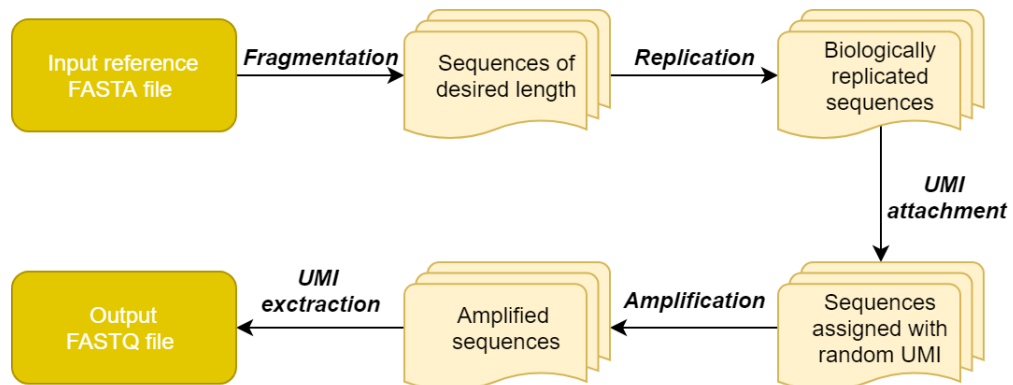 Input reference
FASTA file
Fragmentation
Sequences of
desired length
Replication
Biologically
replicated
sequences
UMI
attachment
Sequences
assigned with
random UMI
Amplification
Amplified
sequences
UMI
exctraction
Output
FASTQ file